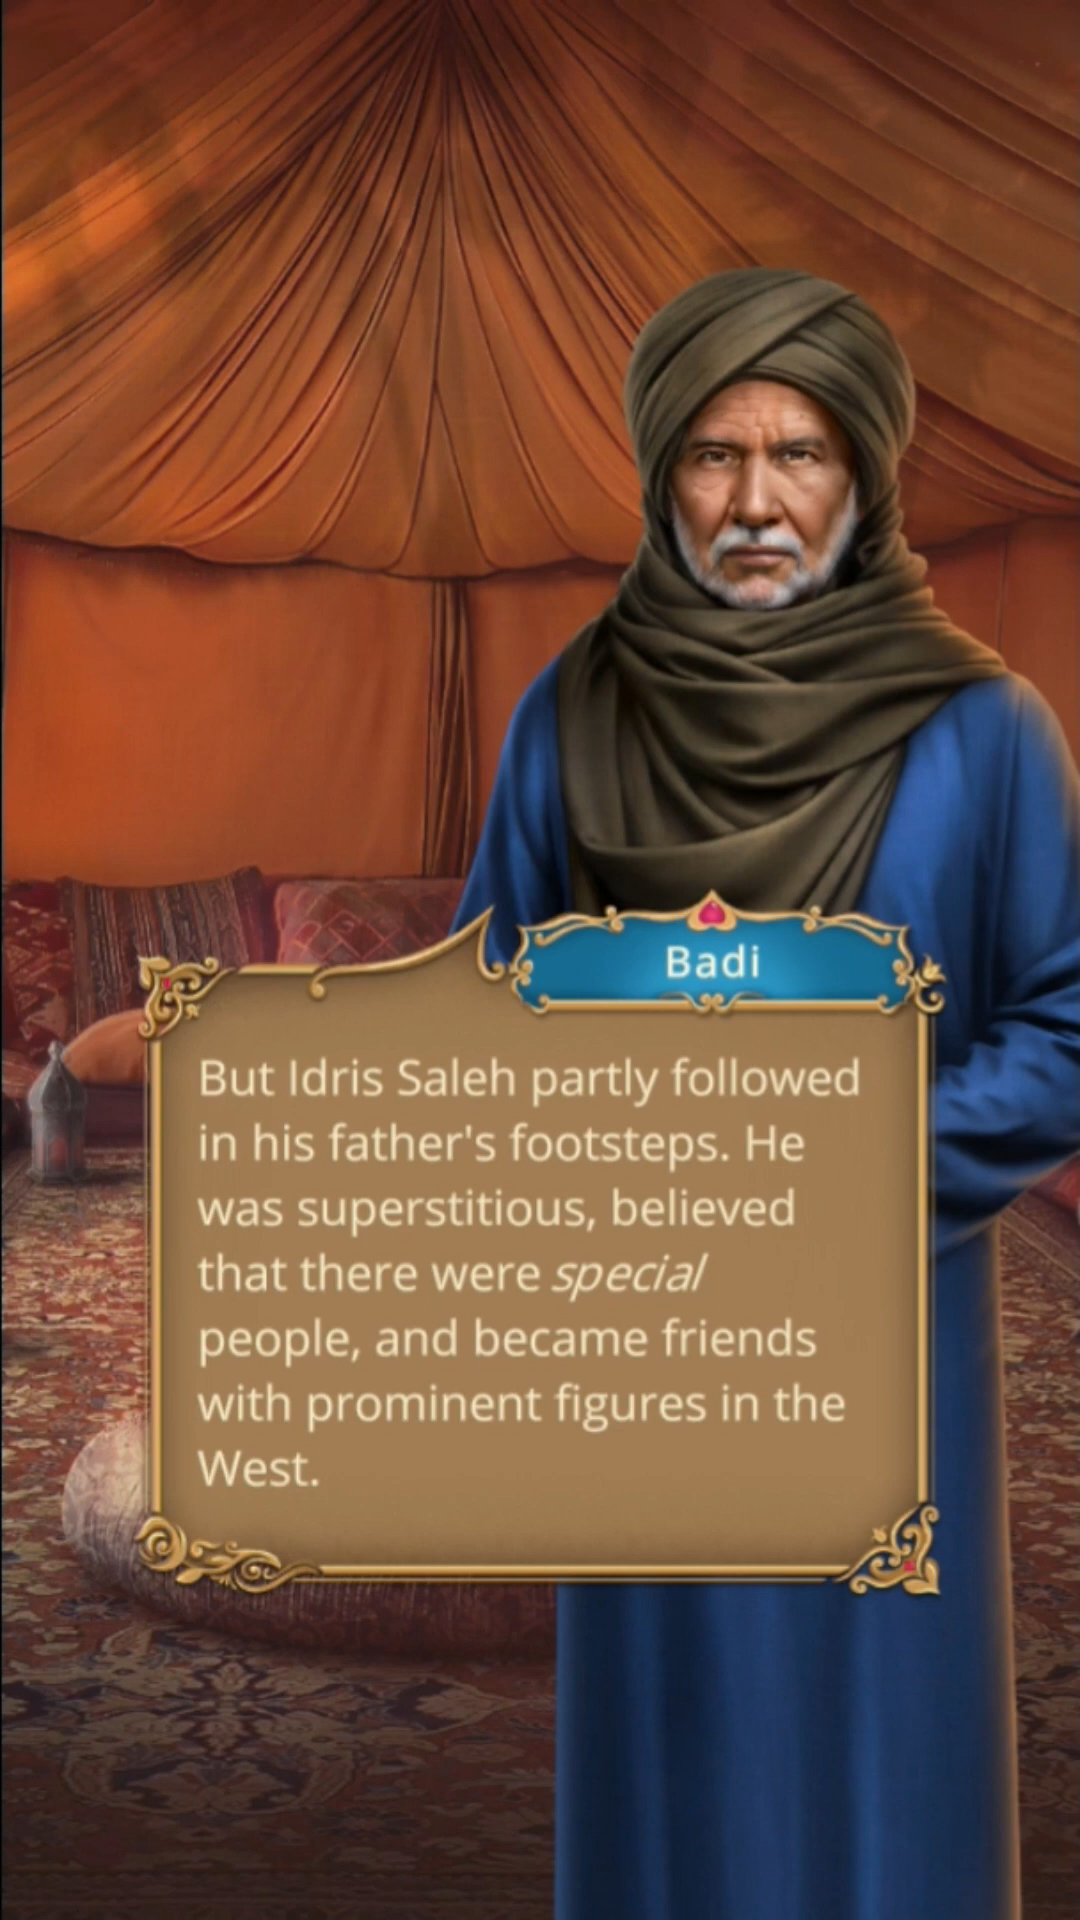 Badi
But Idris Saleh partly followed
in his father's footsteps. He
was superstitious, believed
that there were special
people, and became friends
with prominent figures in the
West.